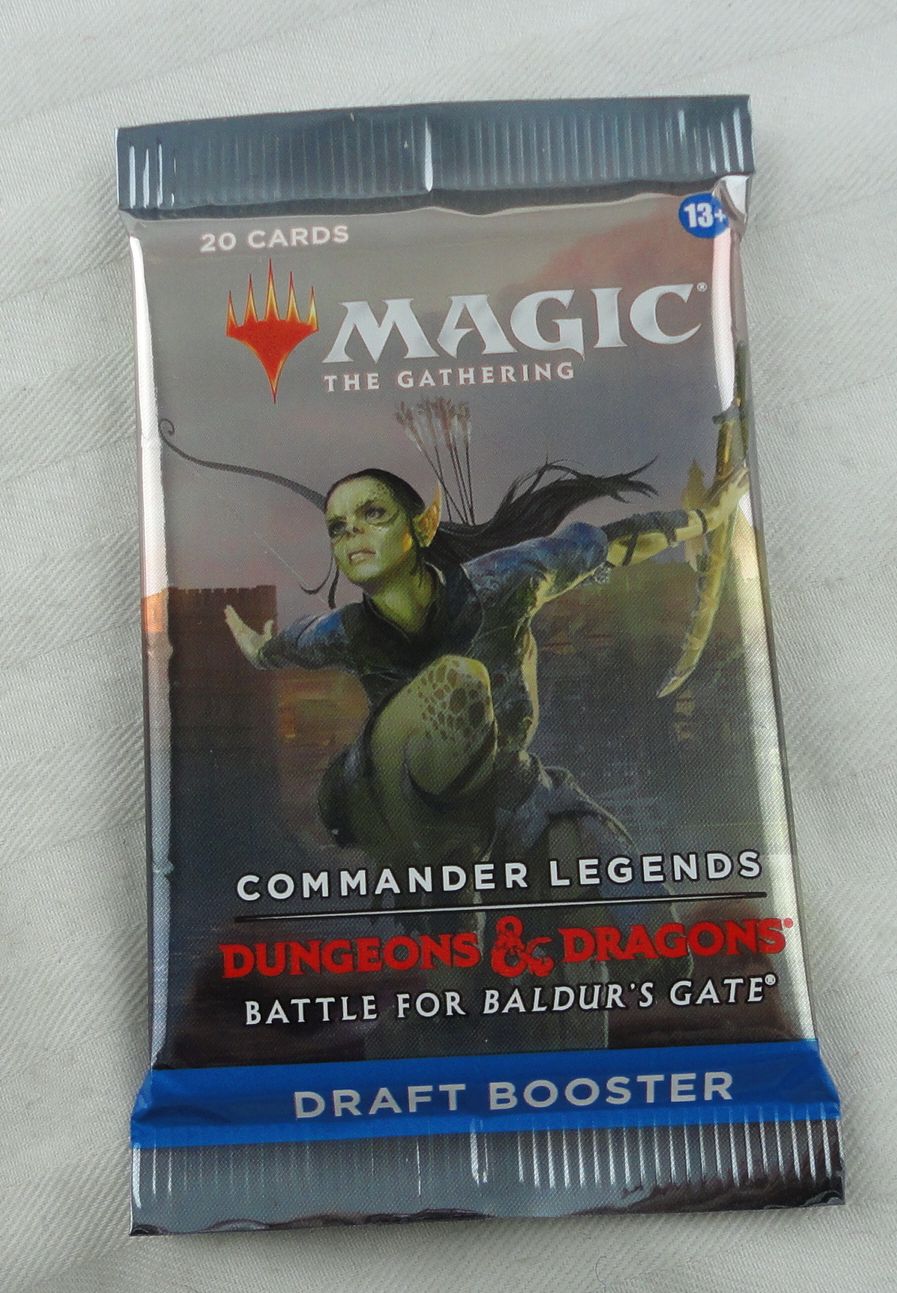 20 CARDS
13+
MAGIC®
THE GATHERING
COMMANDER LEGENDS
DUNGEONS & DRAGONS®
BATTLE FOR BALDUR'S GATE®
DRAFT BOOSTER